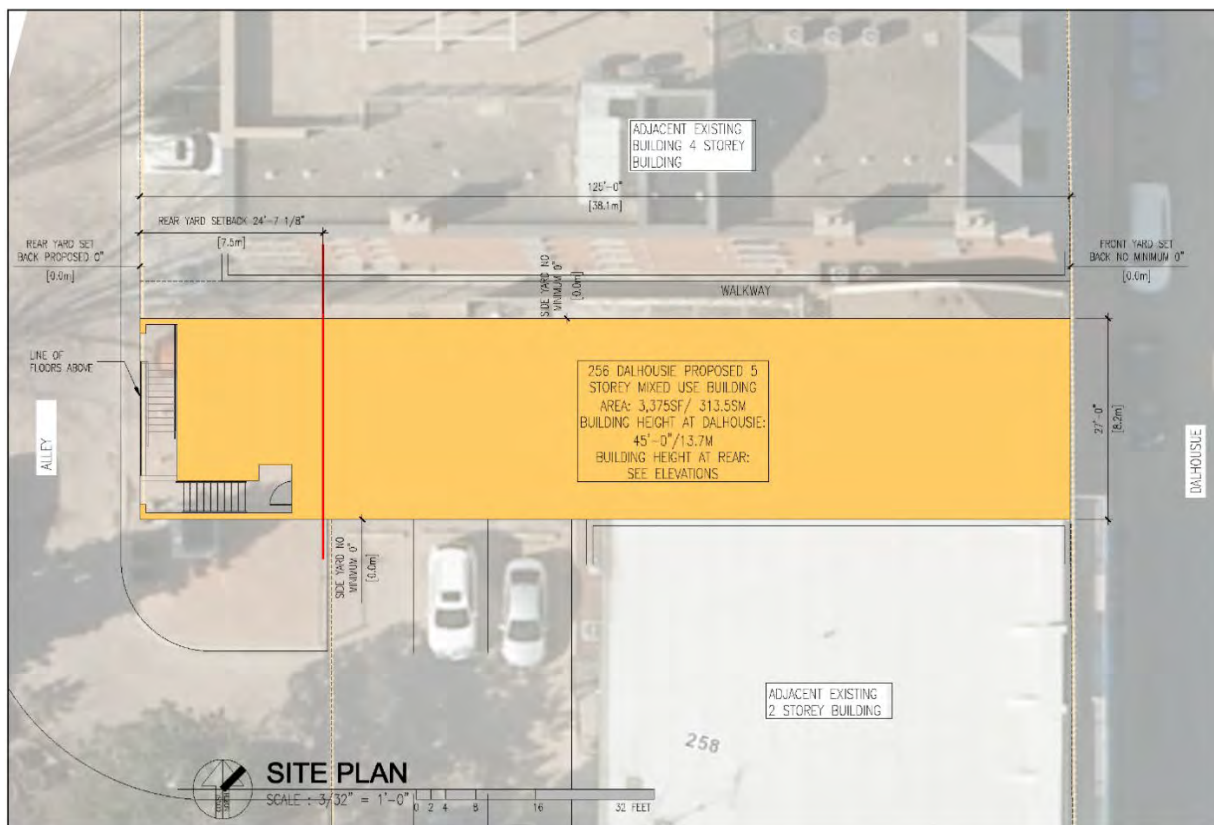 ADJACENT EXISTING
BUILDING 4 STOREY
BUILDING
125'-0"
[38.1m]
REAR YARD SETBACK 24'-7 1/8"
[7.5m]
REAR YARD SET
BACK PROPOSED 0"
[0.0m]
FRONT YARD SET
BACK NO MINIMUM 0"
[0.0m]
SIDE YARD NO
MINIMUM 0"
[0.0m]
WALKWAY
LINE OF
FLOORS ABOVE
256 DALHOUSIE PROPOSED 5
STOREY MIXED USE BUILDING
AREA: 3,375SF/ 313.5SM
BUILDING HEIGHT AT DALHOUSIE:
45'-0"/13.7M
BUILDING HEIGHT AT REAR:
SEE ELEVATIONS
27'-0"
[8.2m]
ALLEY
DALHOUSUE
SIDE YARD NO
MINIMUM 0"
[0.0m]
ADJACENT EXISTING
2 STOREY BUILDING
258
SITE PLAN
SCALE : 3/32" = 1'-0"
0 2 4 8 16 32 FEET